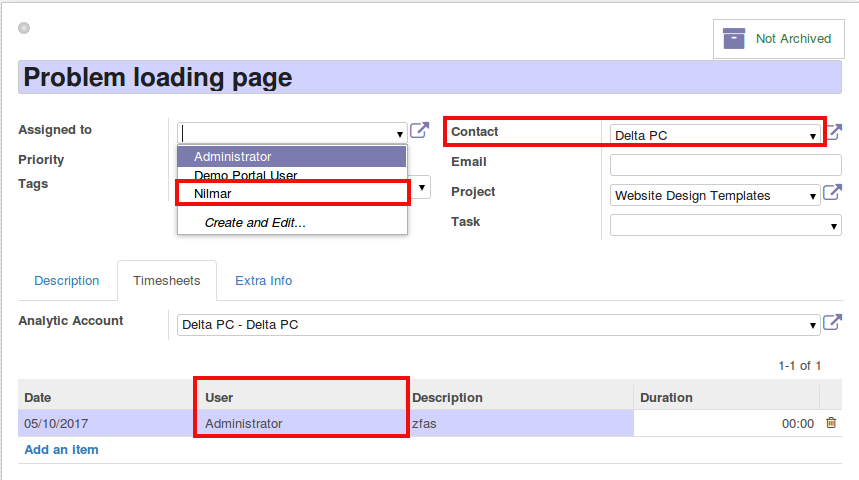 Not Archived
Problem loading page
Assigned to
Administrator
Demo Portal User
Nilmar
Create and Edit...
Priority
Tags
Contact Delta PC
Email
Project Website Design Templates
Task
Description Timesheets Extra Info
Analytic Account Delta PC - Delta PC
1-1 of 1
Date User Description Duration
05/10/2017 Administrator zfas 00:00
Add an item